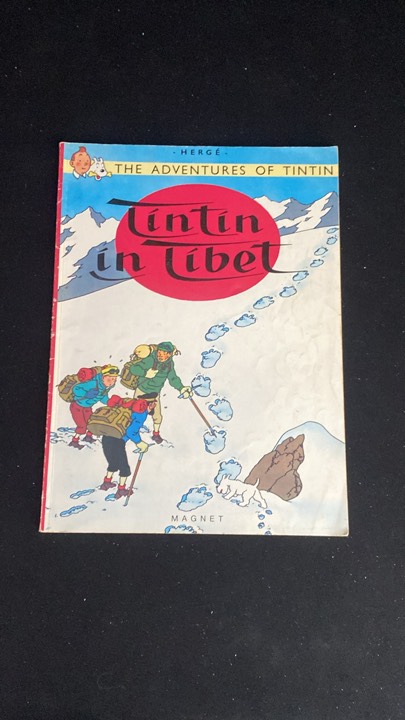 - HERGÉ -
THE ADVENTURES OF TINTIN
Tintin
in Tibet
MAGNET